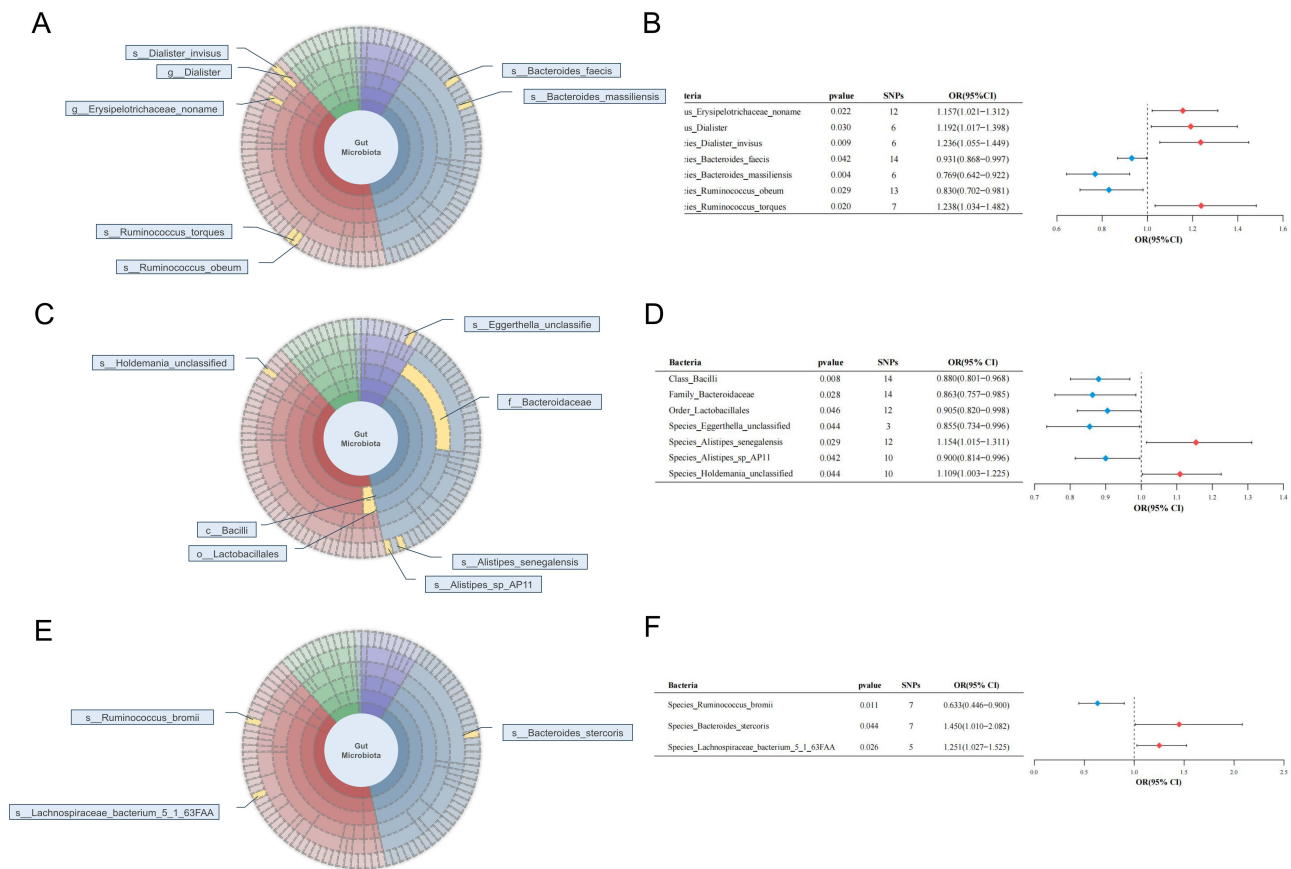 A
s__Dialister_invisus
g__Dialister
g__Erysipelotrichaceae_noname
s__Bacteroides_faecis
s__Bacteroides_massiliensis
Gut
Microbiota
s__Ruminococcus_torques
s__Ruminococcus_obeum
B
teria pvalue SNPs OR(95%CI)
us_Erysipelotrichaceae_noname 0.022 12 1.157(1.021−1.312)
us_Dialister 0.030 6 1.192(1.017−1.398)
cies_Dialister_invisus 0.009 6 1.236(1.055−1.449)
cies_Bacteroides_faecis 0.042 14 0.931(0.868−0.997)
cies_Bacteroides_massiliensis 0.004 6 0.769(0.642−0.922)
cies_Ruminococcus_obeum 0.029 13 0.830(0.702−0.981)
cies_Ruminococcus_torques 0.020 7 1.238(1.034−1.482)
0.6 0.8 1.0 1.2 1.4 1.6
OR(95%CI)
C
s__Eggerthella_unclassifie
s__Holdemania_unclassified
f__Bacteroidaceae
Gut
Microbiota
c__Bacilli
o__Lactobacillales
s__Alistipes_senegalensis
s__Alistipes_sp_AP11
D
Bacteria pvalue SNPs OR(95% CI)
Class_Bacilli 0.008 14 0.880(0.801−0.968)
Family_Bacteroidaceae 0.028 14 0.863(0.757−0.985)
Order_Lactobacillales 0.046 12 0.905(0.820−0.998)
Species_Eggerthella_unclassified 0.044 3 0.855(0.734−0.996)
Species_Alistipes_senegalensis 0.029 12 1.154(1.015−1.311)
Species_Alistipes_sp_AP11 0.042 10 0.900(0.814−0.996)
Species_Holdemania_unclassified 0.044 10 1.109(1.003−1.225)
0.7 0.8 0.9 1.0 1.1 1.2 1.3 1.4
OR(95% CI)
E
s__Ruminococcus_bromii
s__Bacteroides_stercoris
Gut
Microbiota
s__Lachnospiraceae_bacterium_5_1_63FAA
F
Bacteria pvalue SNPs OR(95% CI)
Species_Ruminococcus_bromii 0.011 7 0.633(0.446−0.900)
Species_Bacteroides_stercoris 0.044 7 1.450(1.010−2.082)
Species_Lachnospiraceae_bacterium_5_1_63FAA 0.026 5 1.251(1.027−1.525)
0.0 0.5 1.0 1.5 2.0 2.5
OR(95% CI)